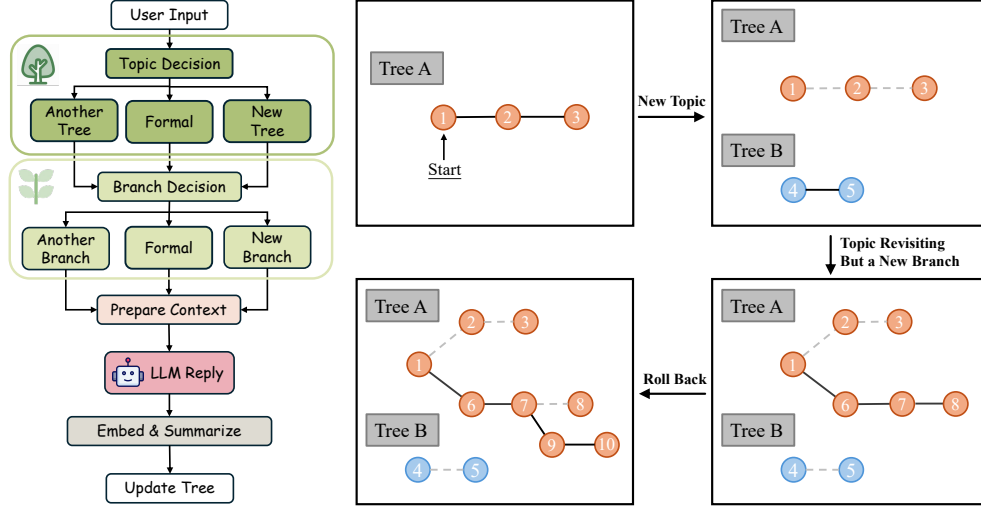 User Input
Topic Decision
Another
Tree
Formal
New
Tree
Branch Decision
Another
Branch
Formal
New
Branch
Prepare Context
LLM Reply
Embed & Summarize
Update Tree
Tree A
1
2
3
Start
New Topic
Tree A
1
2
3
Tree B
4
5
Topic Revisiting
But a New Branch
Tree A
2
3
1
6
7
8
Tree B
4
5
Roll Back
Tree A
2
3
1
6
7
8
Tree B
9
10
4
5